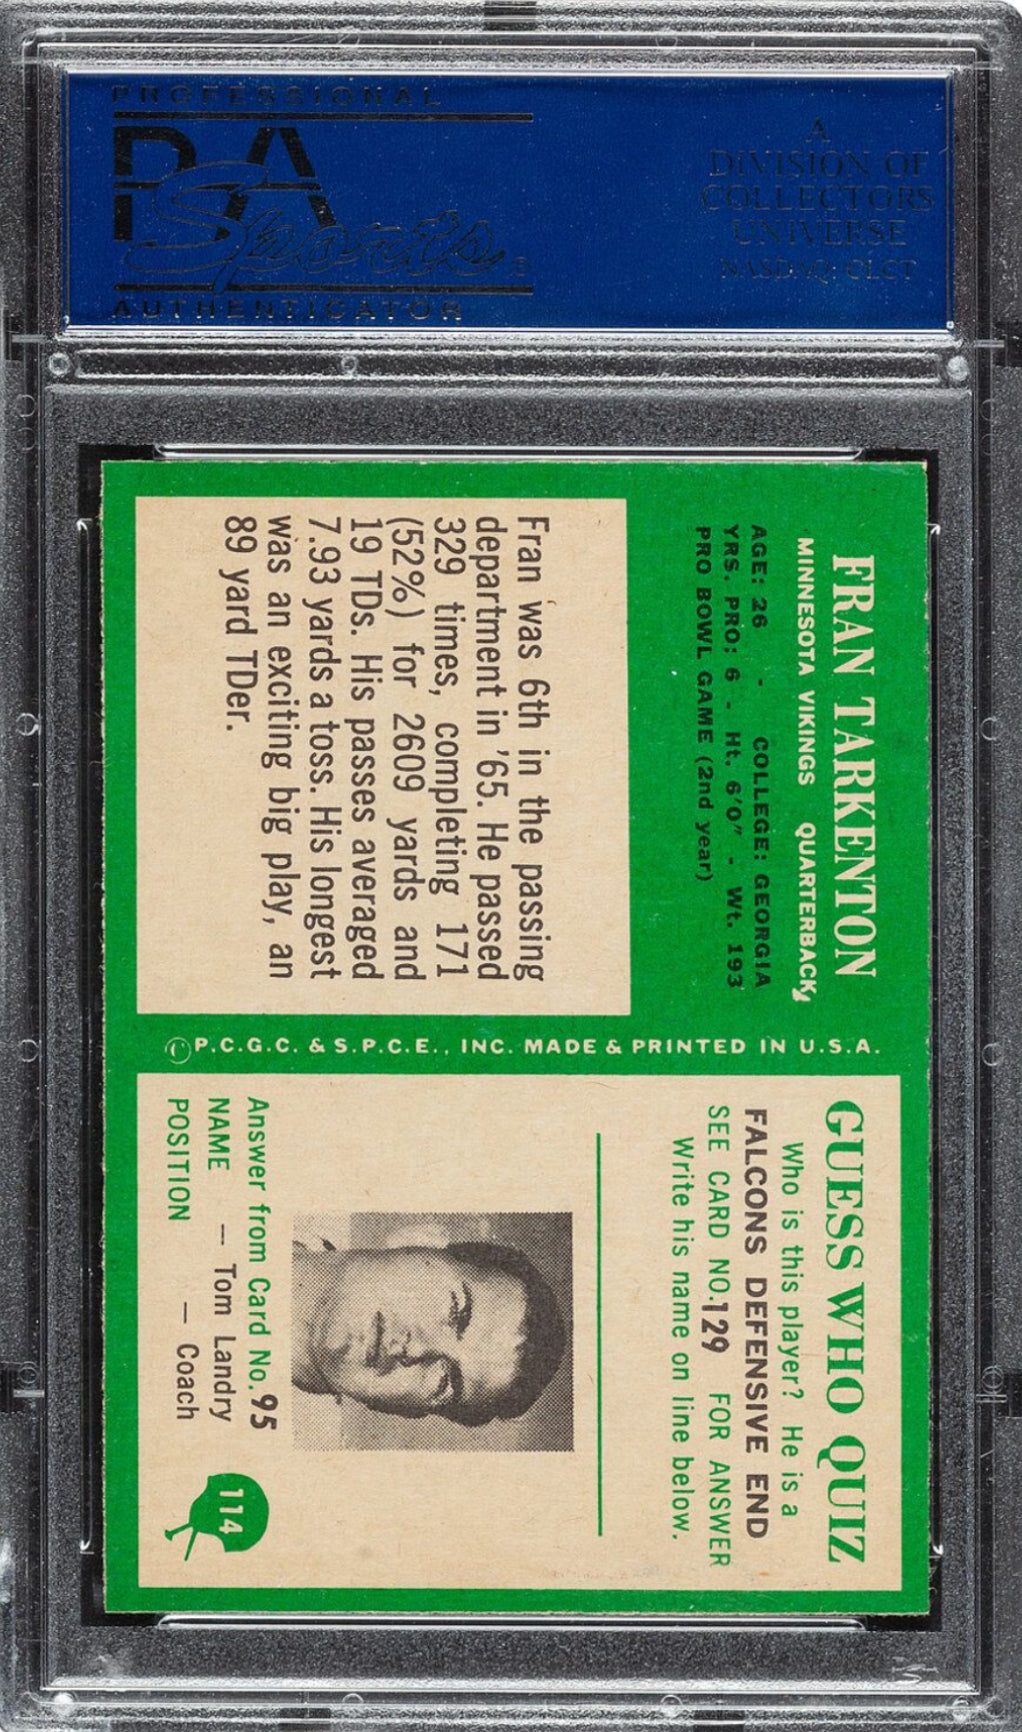 PROFESSIONAL
PSA
Sports®
AUTHENTICATOR
A
DIVISION OF
COLLECTORS
UNIVERSE
NASDAQ: CLCT
FRAN TARKENTON
MINNESOTA VIKINGS QUARTERBACK
AGE: 26 - COLLEGE: GEORGIA
YRS. PRO: 6 - Ht. 6'0" - Wt. 193
PRO BOWL GAME (2nd year)
Fran was 6th in the passing
department in '65. He passed
329 times, completing 171
(52%) for 2609 yards and
19 TDs. His passes averaged
7.93 yards a toss. His longest
was an exciting big play, an
89 yard TDer.
©P.C.G.C. & S.P.C.E., INC. MADE & PRINTED IN U.S.A.
GUESS WHO QUIZ
Who is this player? He is a
FALCONS DEFENSIVE END
SEE CARD NO.129 FOR ANSWER
Write his name on line below.
Answer from Card No.95
NAME — Tom Landry
POSITION — Coach
114